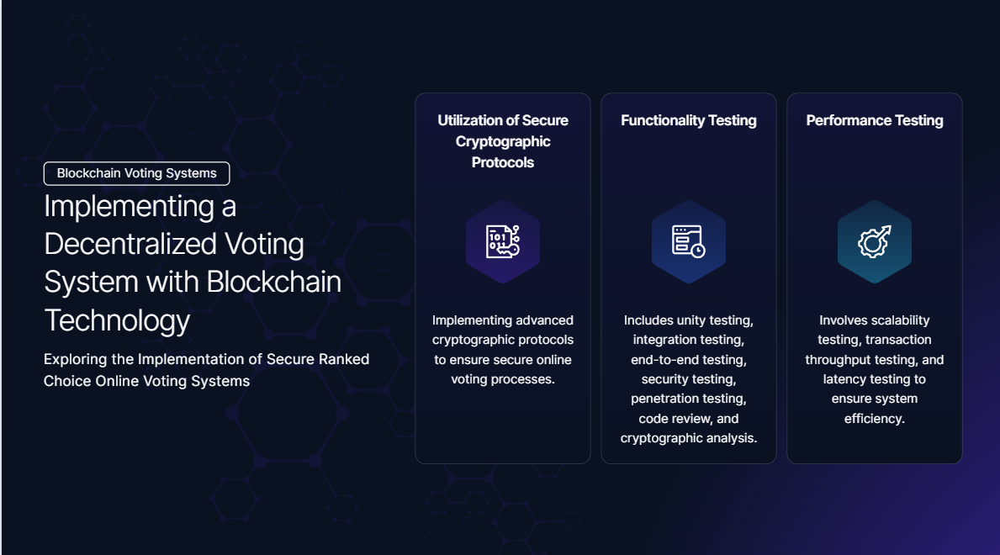 Blockchain Voting Systems
Implementing a
Decentralized Voting
System with Blockchain
Technology
Exploring the Implementation of Secure Ranked
Choice Online Voting Systems
Utilization of Secure
Cryptographic
Protocols
101
011
Implementing advanced
cryptographic protocols
to ensure secure online
voting processes.
Functionality Testing
Includes unity testing,
integration testing,
end-to-end testing,
security testing,
penetration testing,
code review, and
cryptographic analysis.
Performance Testing
Involves scalability
testing, transaction
throughput testing, and
latency testing to
ensure system
efficiency.